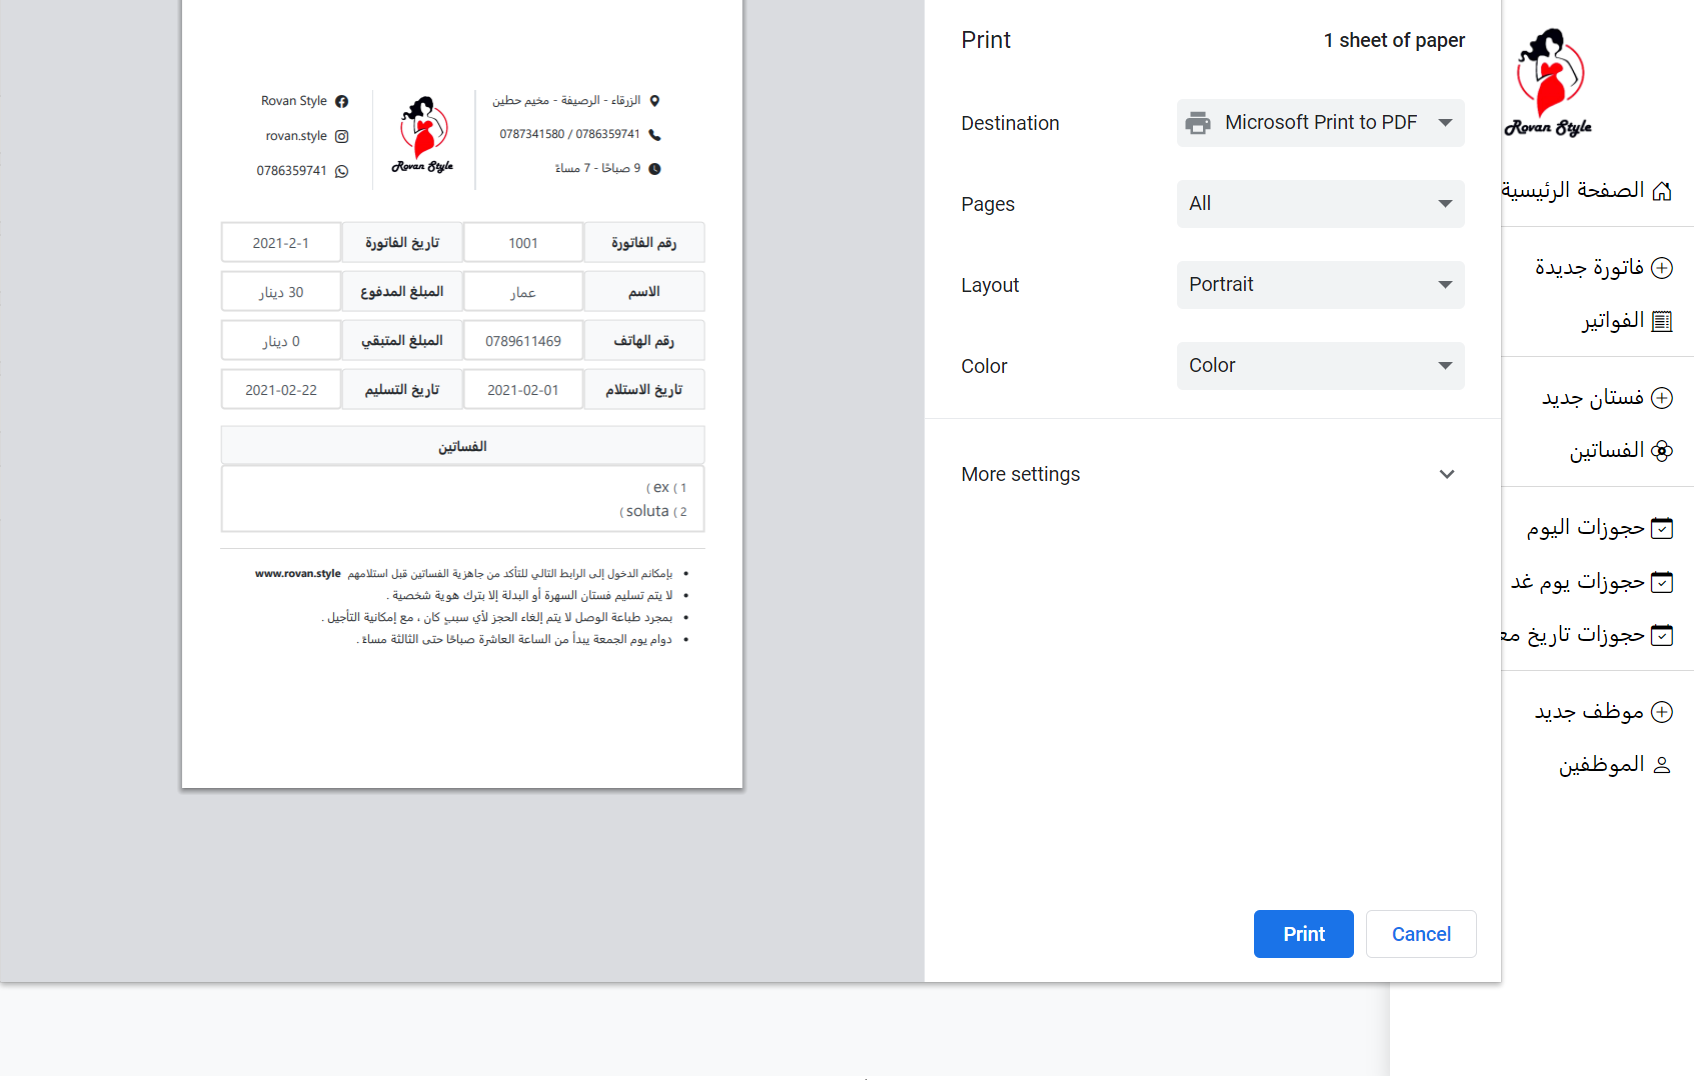 الزرقاء - الرصيفة - مخيم حطين
0787341580 / 0786359741
9 صباحًا - 7 مساءً
Rovan Style
Rovan Style
rovan.style
0786359741
رقم الفاتورة 1001 تاريخ الفاتورة 2021-2-1
الاسم عمار المبلغ المدفوع 30 دينار
رقم الهاتف 0789611469 المبلغ المتبقي 0 دينار
تاريخ الاستلام 2021-02-01 تاريخ التسليم 2021-02-22
الفساتين
1 ) ex )
2 ) soluta )
بإمكانم الدخول إلى الرابط التالي للتأكد من جاهزية الفساتين قبل استلامهم www.rovan.style
لا يتم تسليم فستان السهرة أو البدلة إلا بترك هوية شخصية .
بمجرد طباعة الوصل لا يتم إلغاء الحجز لأي سببٍ كان ، مع إمكانية التأجيل .
دوام يوم الجمعة يبدأ من الساعة العاشرة صباحًا حتى الثالثة مساءً .
Print 1 sheet of paper
Destination Microsoft Print to PDF
Pages All
Layout Portrait
Color Color
More settings
Print Cancel
Rovan Style
الصفحة الرئيسية
فاتورة جديدة
الفواتير
فستان جديد
الفساتين
حجوزات اليوم
حجوزات يوم غد
حجوزات تاريخ
موظف جديد
الموظفين